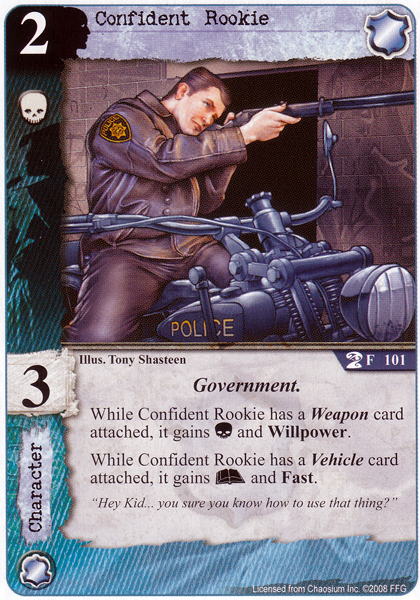 2
Confident Rookie
POLICE
POLICE
Illus. Tony Shasteen
F 101
3
Character
Government.
While Confident Rookie has a Weapon card
attached, it gains and Willpower.
While Confident Rookie has a Vehicle card
attached, it gains and Fast.
"Hey Kid... you sure you know how to use that thing?"
Licensed from Chaosium Inc. ©2008 FFG